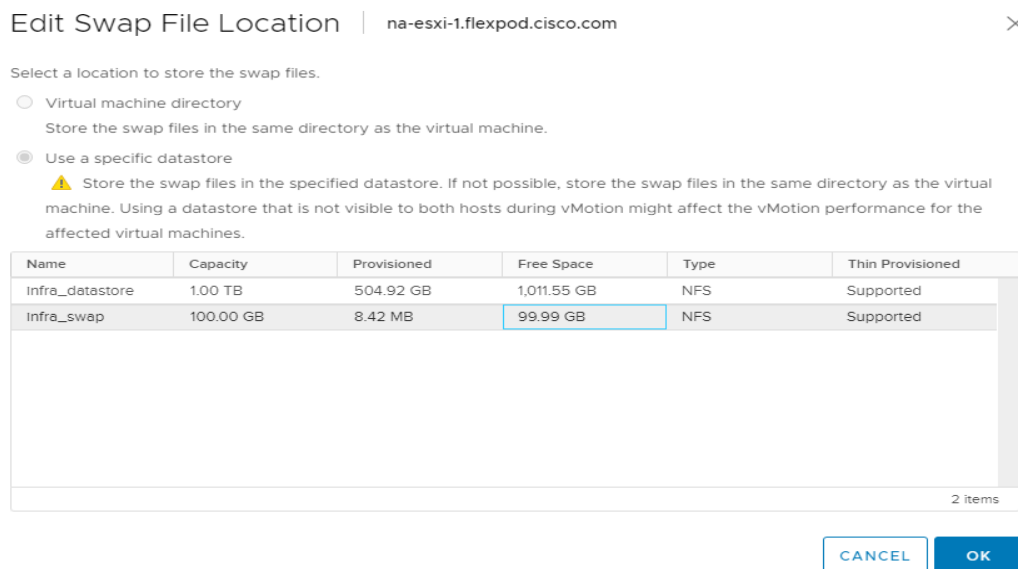 Edit Swap File Location | na-esxi-1.flexpod.cisco.com
Select a location to store the swap files.
Virtual machine directory
Store the swap files in the same directory as the virtual machine.
Use a specific datastore
Store the swap files in the specified datastore. If not possible, store the swap files in the same directory as the virtual
machine. Using a datastore that is not visible to both hosts during vMotion might affect the vMotion performance for the
affected virtual machines.
Name Capacity Provisioned Free Space Type Thin Provisioned
Infra_datastore 1.00 TB 504.92 GB 1,011.55 GB NFS Supported
Infra_swap 100.00 GB 8.42 MB 99.99 GB NFS Supported
2 items
CANCEL OK